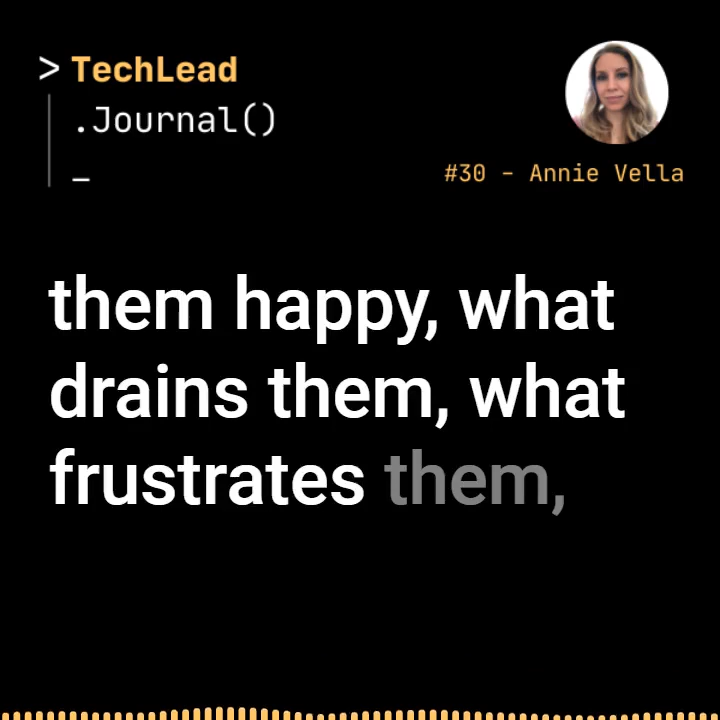 > TechLead
.Journal()
_
#30 - Annie Vella
them happy, what
drains them, what
frustrates them,